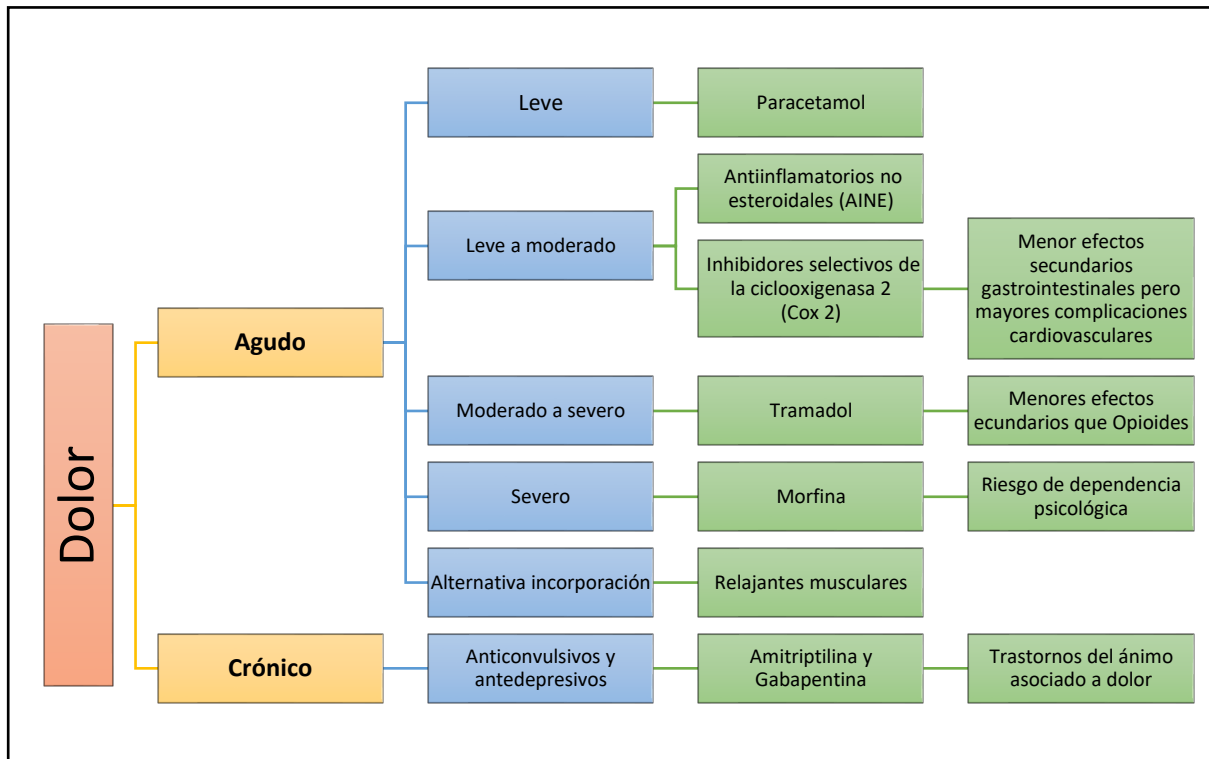 Dolor
Agudo
Leve
Paracetamol
Leve a moderado
Antiinflamatorios no
esteroidales (AINE)
Inhibidores selectivos de
la ciclooxigenasa 2
(Cox 2)
Menor efectos
secundarios
gastrointestinales pero
mayores complicaciones
cardiovasculares
Moderado a severo
Tramadol
Menores efectos
ecundarios que Opioides
Severo
Morfina
Riesgo de dependencia
psicológica
Alternativa incorporación
Relajantes musculares
Crónico
Anticonvulsivos y
antedepresivos
Amitriptilina y
Gabapentina
Trastornos del ánimo
asociado a dolor